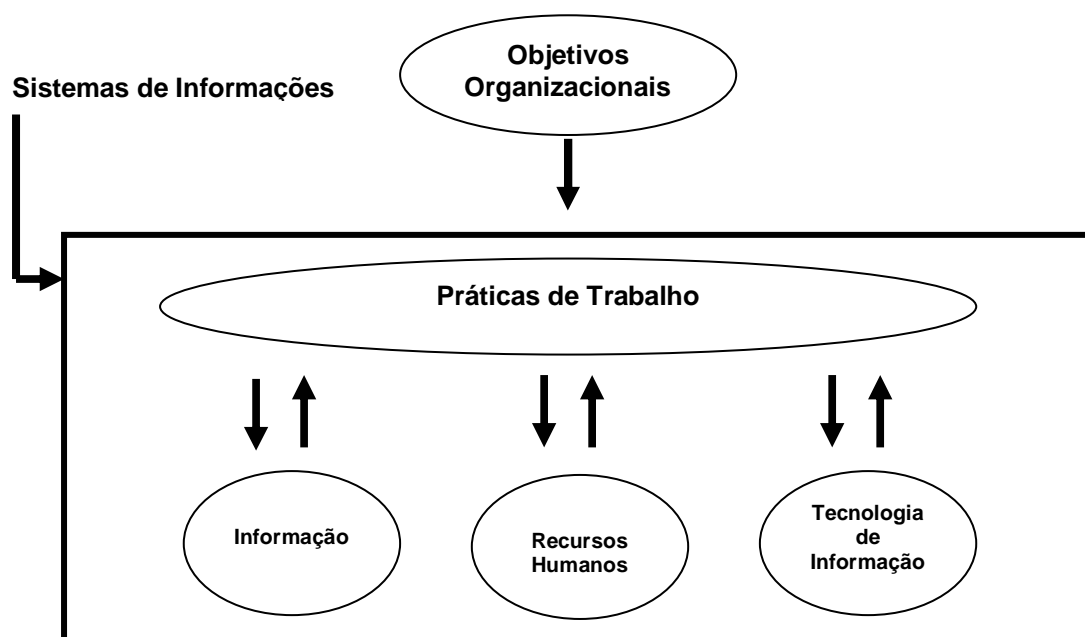 Objetivos
Organizacionais
Sistemas de Informações
Práticas de Trabalho
Informação
Recursos
Humanos
Tecnologia
de
Informação